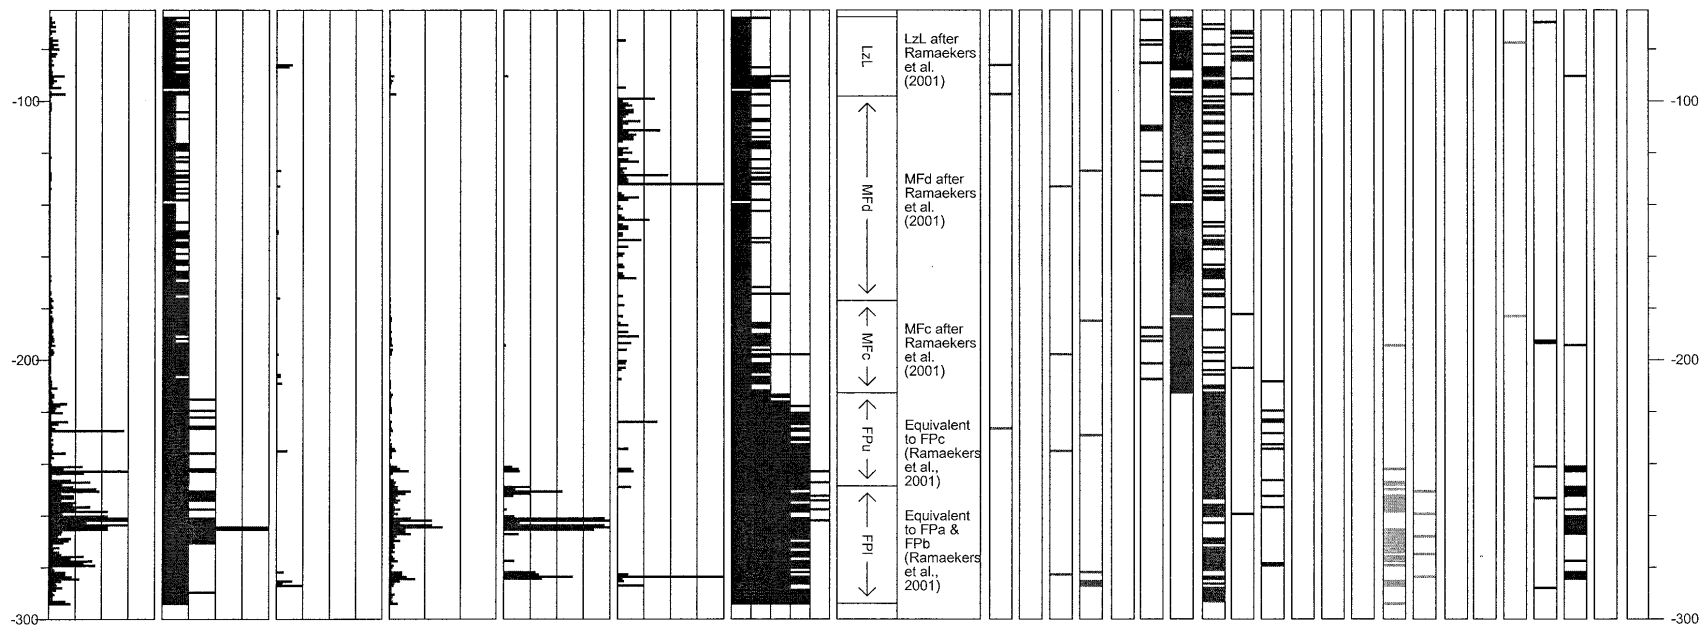 LzL
LzL after
Ramaekers
et al.
(2001)
-100
-100
MFd
MFd after
Ramaekers
et al.
(2001)
MFc
MFc after
Ramaekers
et al.
(2001)
-200
-200
FPu
Equivalent
to FPc
(Ramaekers
et al.,
2001)
FPl
Equivalent
to FPa &
FPb
(Ramaekers
et al.,
2001)
-300
-300